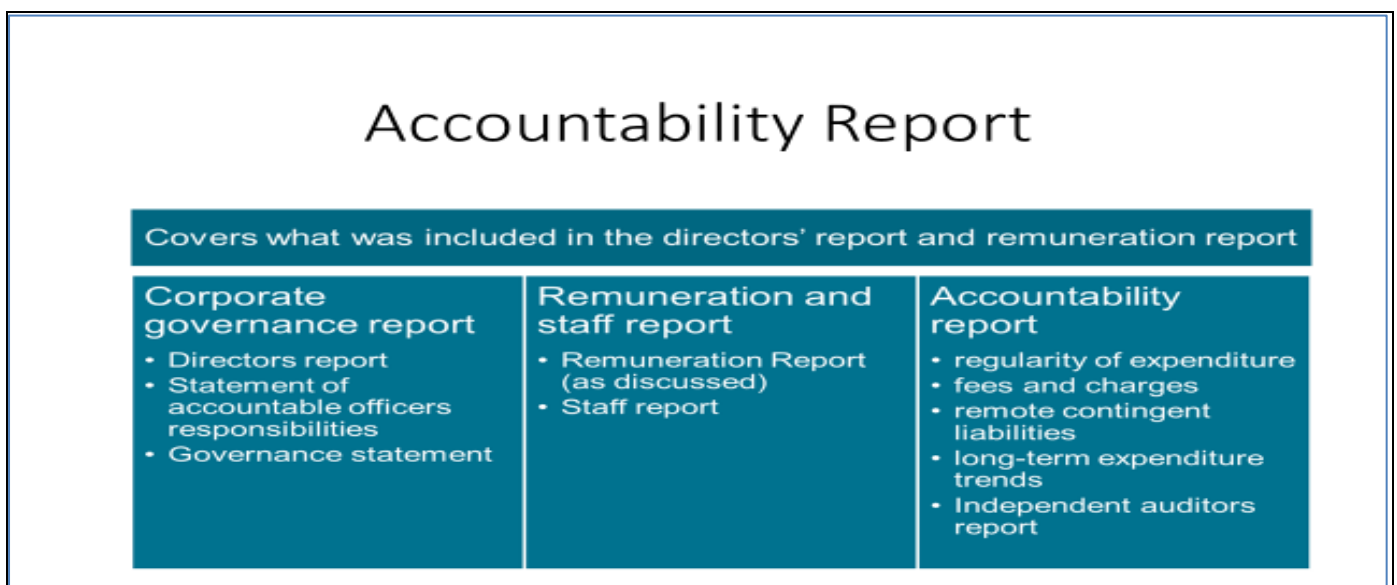 Accountability Report
Covers what was included in the directors' report and remuneration report
Corporate
governance report
• Directors report
• Statement of
accountable officers
responsibilities
• Governance statement
Remuneration and
staff report
• Remuneration Report
(as discussed)
• Staff report
Accountability
report
• regularity of expenditure
• fees and charges
• remote contingent
liabilities
• long-term expenditure
trends
• Independent auditors
report